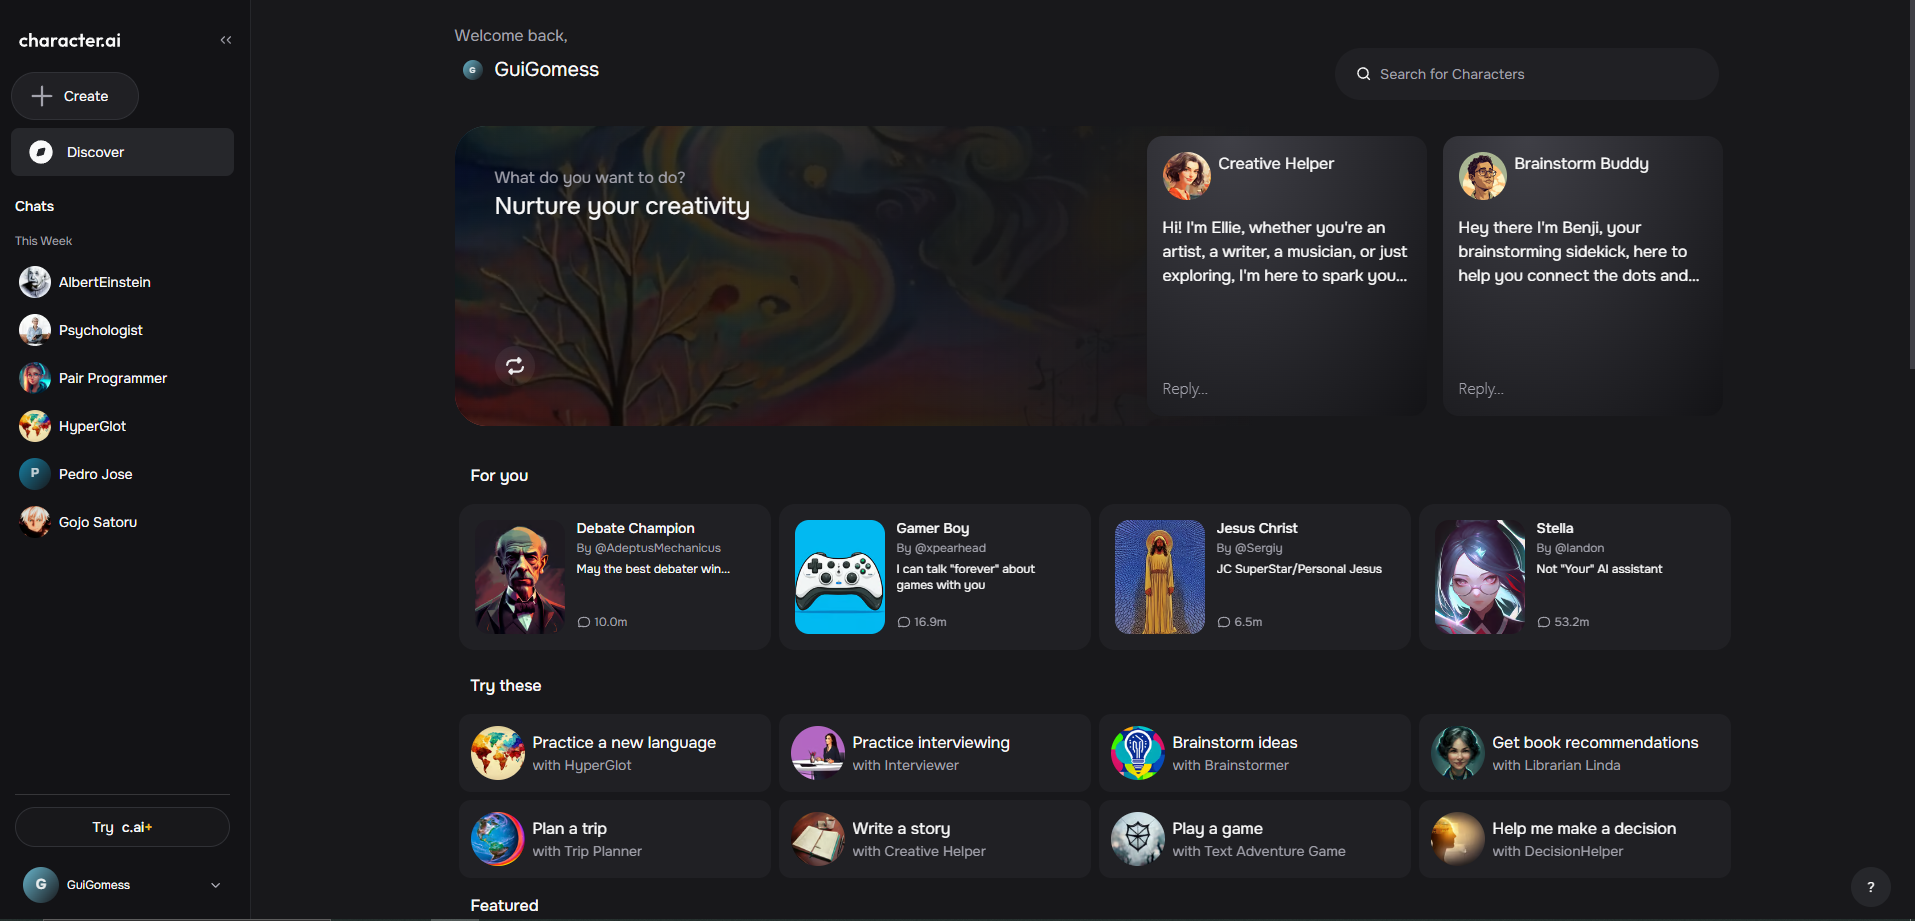 character.ai
Create
Discover
Chats
This Week
AlbertEinstein
Psychologist
Pair Programmer
HyperGlot
P
Pedro Jose
Gojo Satoru
Try c.ai+
G
GuiGomess
Welcome back,
G
GuiGomess
Search for Characters
What do you want to do?
Nurture your creativity
Creative Helper
Hi! I'm Ellie, whether you're an
artist, a writer, a musician, or just
exploring, I'm here to spark you...
Reply...
Brainstorm Buddy
Hey there I'm Benji, your
brainstorming sidekick, here to
help you connect the dots and...
Reply...
For you
Debate Champion
By @AdeptusMechanicus
May the best debater win...
10.0m
Gamer Boy
By @xpearhead
I can talk "forever" about
games with you
16.9m
Jesus Christ
By @Sergiy
JC SuperStar/Personal Jesus
6.5m
Stella
By @landon
Not "Your" AI assistant
53.2m
Try these
Practice a new language
with HyperGlot
Practice interviewing
with Interviewer
Brainstorm ideas
with Brainstormer
Get book recommendations
with Librarian Linda
Plan a trip
with Trip Planner
Write a story
with Creative Helper
Play a game
with Text Adventure Game
Help me make a decision
with DecisionHelper
Featured
?